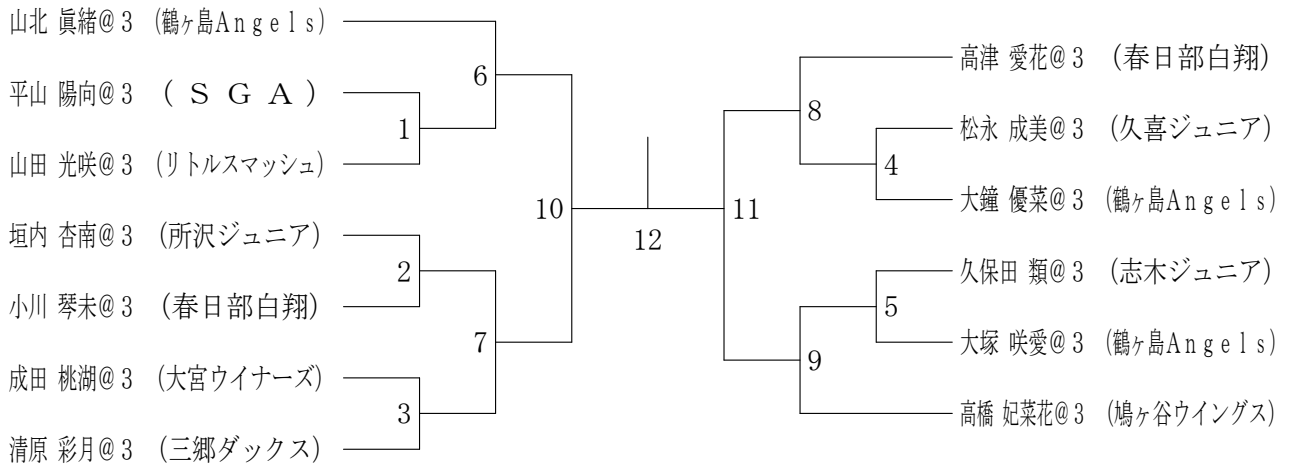 山北 眞緒@3 (鶴ヶ島Angels)
平山 陽向@3 (SGA)
山田 光咲@3 (リトルスマッシュ)
垣内 杏南@3 (所沢ジュニア)
小川 琴未@3 (春日部白翔)
成田 桃湖@3 (大宮ウイナーズ)
清原 彩月@3 (三郷ダックス)
1
2
3
6
7
10
12
11
8
9
4
5
高津 愛花@3 (春日部白翔)
松永 成美@3 (久喜ジュニア)
大鐘 優菜@3 (鶴ヶ島Angels)
久保田 類@3 (志木ジュニア)
大塚 咲愛@3 (鶴ヶ島Angels)
高橋 妃菜花@3 (鳩ヶ谷ウイングス)